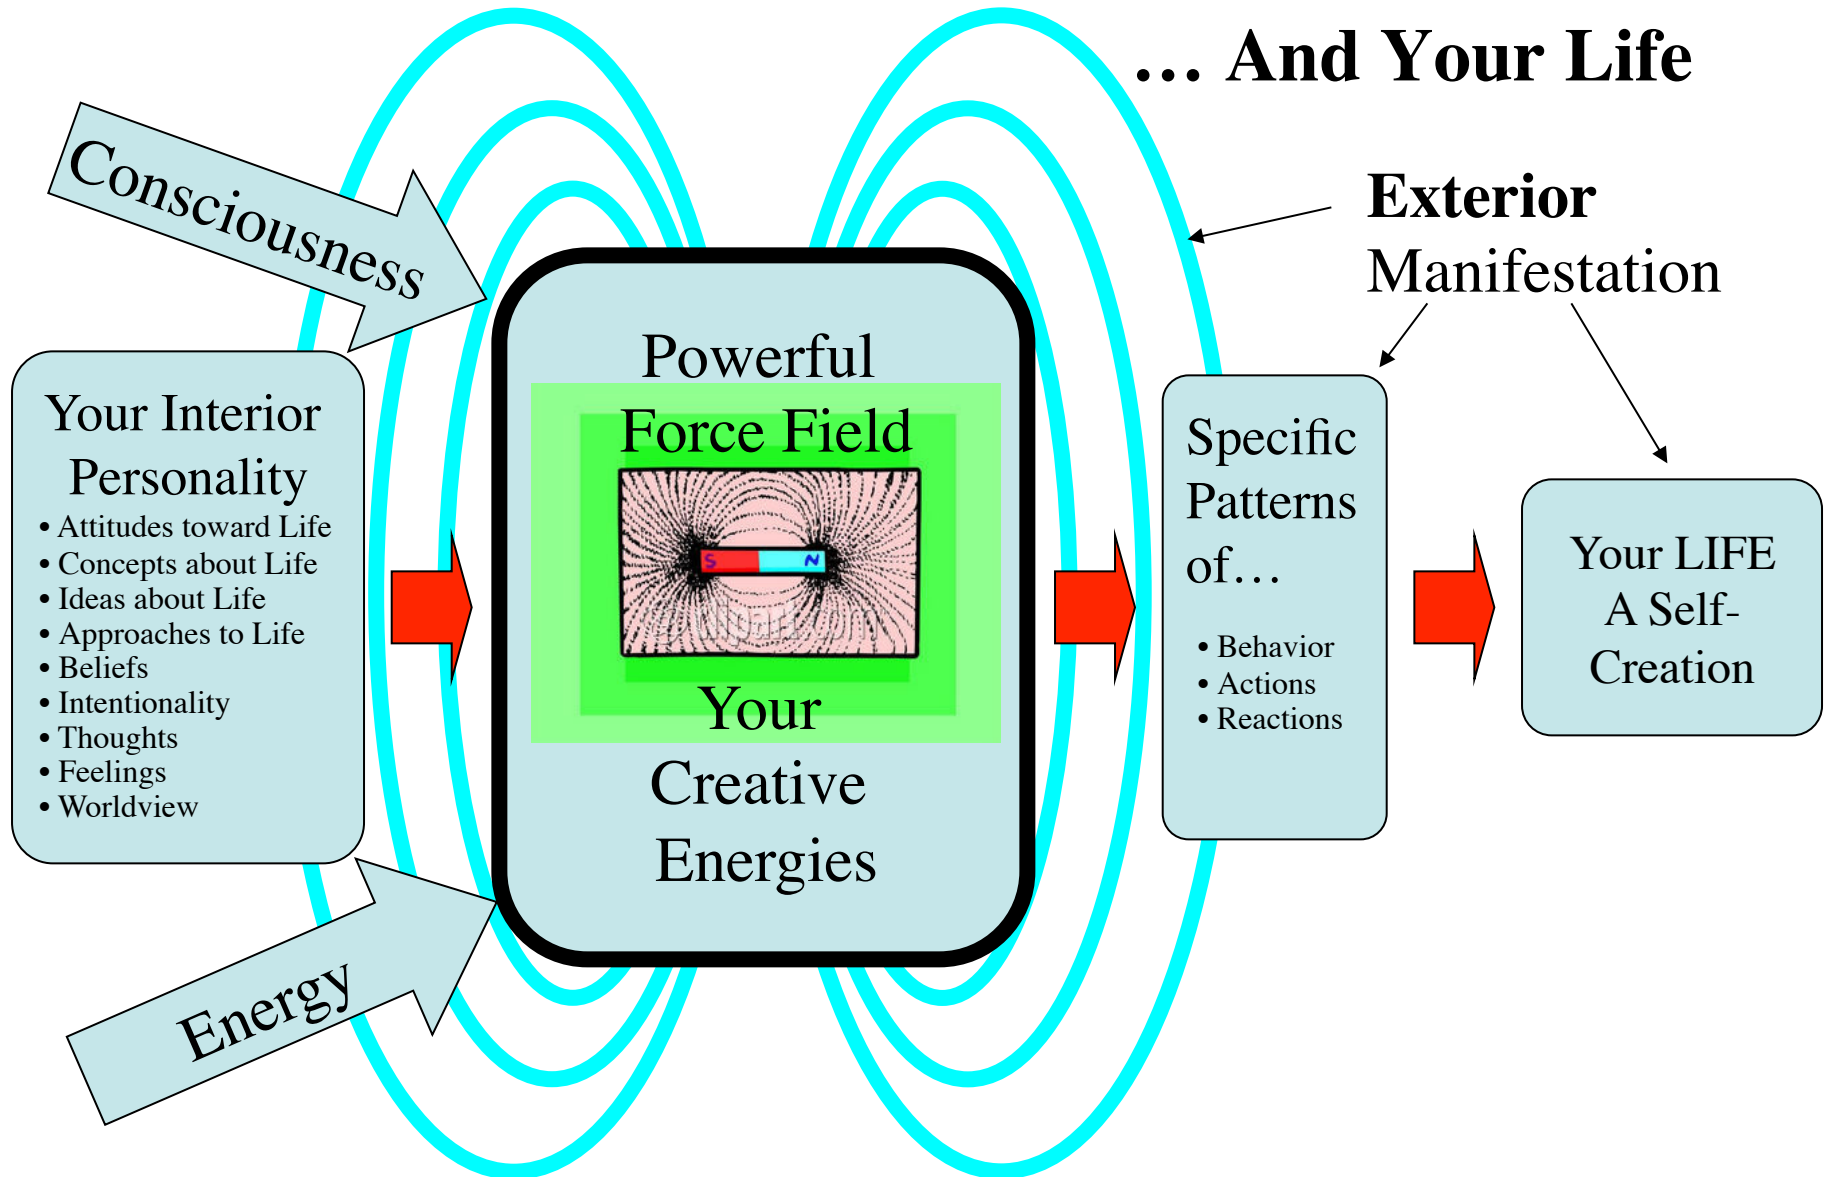 … And Your Life
Consciousness
Exterior
Manifestation
Your Interior
Personality
• Attitudes toward Life
• Concepts about Life
• Ideas about Life
• Approaches to Life
• Beliefs
• Intentionality
• Thoughts
• Feelings
• Worldview
Energy
Powerful
Force Field
S N
clipart.com
Your
Creative
Energies
Specific
Patterns
of…
• Behavior
• Actions
• Reactions
Your LIFE
A Self-
Creation